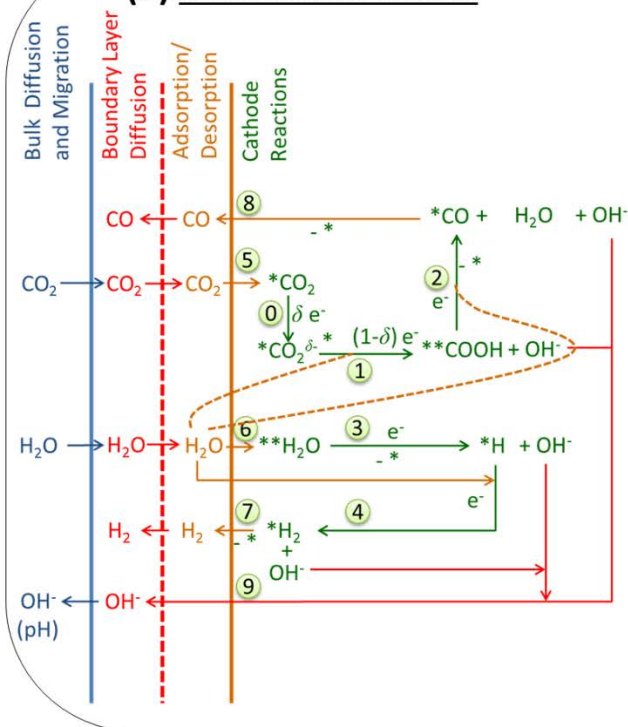 Bulk Diffusion
and Migration
Boundary Layer
Diffusion
Adsorption/
Desorption
Cathode
Reactions
8
CO CO *CO + H₂O + OH⁻
- *
5
CO₂ CO₂ CO₂ *CO₂
2
- *
e⁻
0
δ e⁻
*CO₂ᵟ⁻ * (1-δ) e⁻ **COOH + OH⁻
1
6
3
e⁻
H₂O H₂O H₂O **H₂O *H + OH⁻
- *
e⁻
7
4
H₂ H₂ *H₂
- *
+
OH⁻
9
OH⁻ OH⁻
(pH)